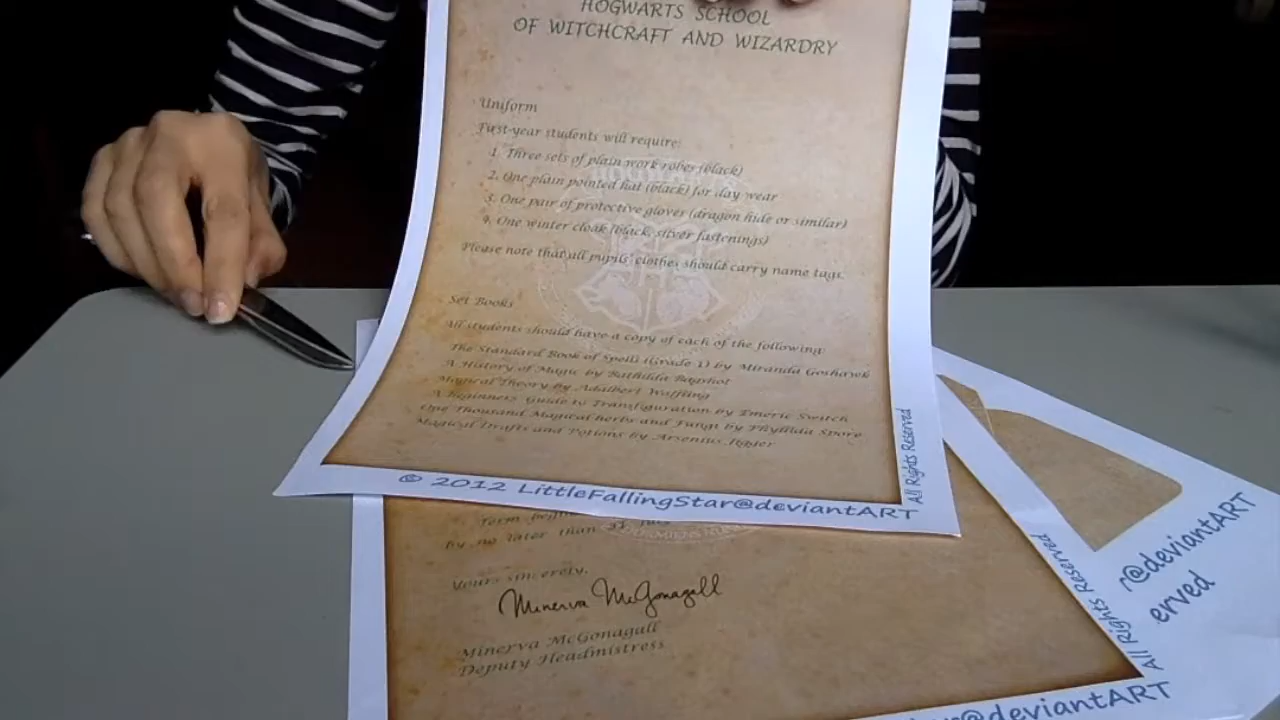 HOGWARTS SCHOOL
OF WITCHCRAFT AND WIZARDRY
Uniform
First-year students will require:
1. Three sets of plain work robes (black)
2. One plain pointed hat (black) for day wear
3. One pair of protective gloves (dragon hide or similar)
4. One winter cloak (black, silver fastenings)
Please note that all pupils' clothes should carry name tags.
Set Books
All students should have a copy of each of the following:
The Standard Book of Spells (Grade 1) by Miranda Goshawk
A History of Magic by Bathilda Bagshot
Magical Theory by Adalbert Waffling
A Beginners' Guide to Transfiguration by Emeric Switch
One Thousand Magical herbs and Fungi by Phyllida Spore
Magical Drafts and Potions by Arsenius Jigger
All Rights Reserved
© 2012 LittleFallingStar@deviantART
Term
by no later than 31
Yours sincerely,
Minerva McGonagall
Minerva McGonagall
Deputy Headmistress
All Rights Reserved
@deviantART
r@deviantART
erved